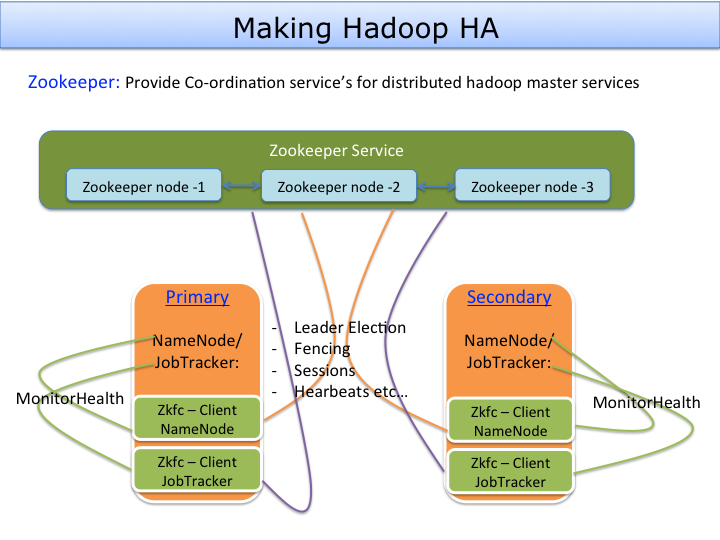 Making Hadoop HA
Zookeeper: Provide Co-ordination service's for distributed hadoop master services
Zookeeper Service
Zookeeper node -1
Zookeeper node -2
Zookeeper node -3
Primary
NameNode/
JobTracker:
MonitorHealth
Zkfc – Client
NameNode
Zkfc – Client
JobTracker
- Leader Election
- Fencing
- Sessions
- Hearbeats etc...
Secondary
NameNode/
JobTracker:
MonitorHealth
Zkfc – Client
NameNode
Zkfc – Client
JobTracker